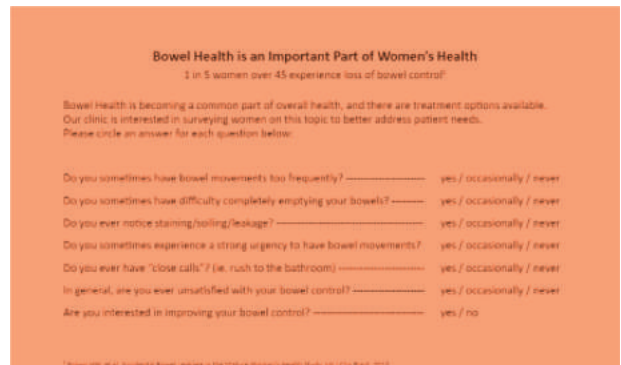 Bowel Health is an Important Part of Women's Health
1 in 5 women over 45 experience loss of bowel control¹
Bowel Health is becoming a common part of overall health, and there are treatment options available.
Our clinic is interested in surveying women on this topic to better address patient needs.
Please circle an answer for each question below:
Do you sometimes have bowel movements too frequently? ------------------------ yes / occasionally / never
Do you sometimes have difficulty completely emptying your bowels? ---------- yes / occasionally / never
Do you ever notice staining/soiling/leakage? ------------------------------------------- yes / occasionally / never
Do you sometimes experience a strong urgency to have bowel movements? yes / occasionally / never
Do you ever have "close calls"? (ie. rush to the bathroom) -------------------------- yes / occasionally / never
In general, are you ever unsatisfied with your bowel control? ---------------------- yes / occasionally / never
Are you interested in improving your bowel control? --------------------------------- yes / no